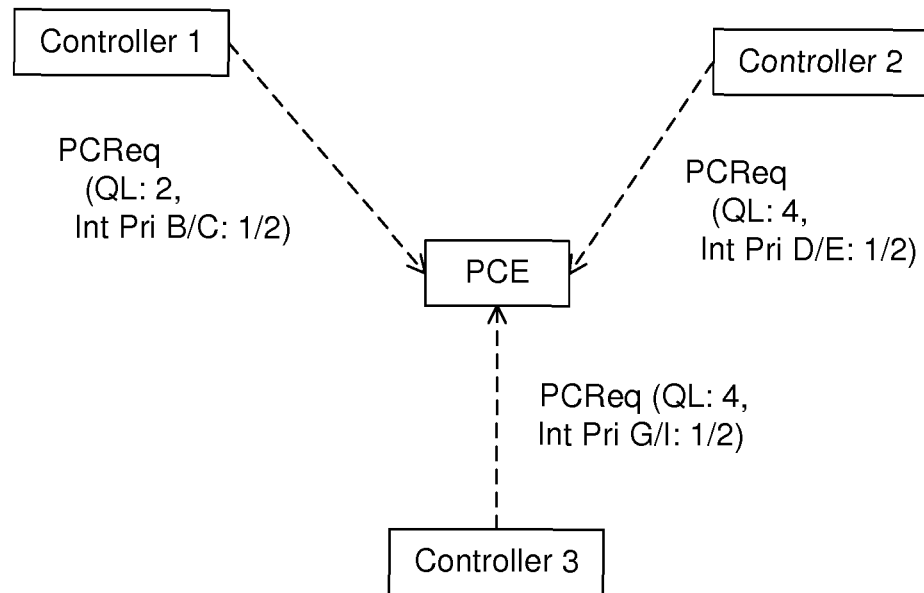 Controller 1
Controller 2
PCReq
(QL: 2,
Int Pri B/C: 1/2)
PCReq
(QL: 4,
Int Pri D/E: 1/2)
PCE
PCReq (QL: 4,
Int Pri G/I: 1/2)
Controller 3